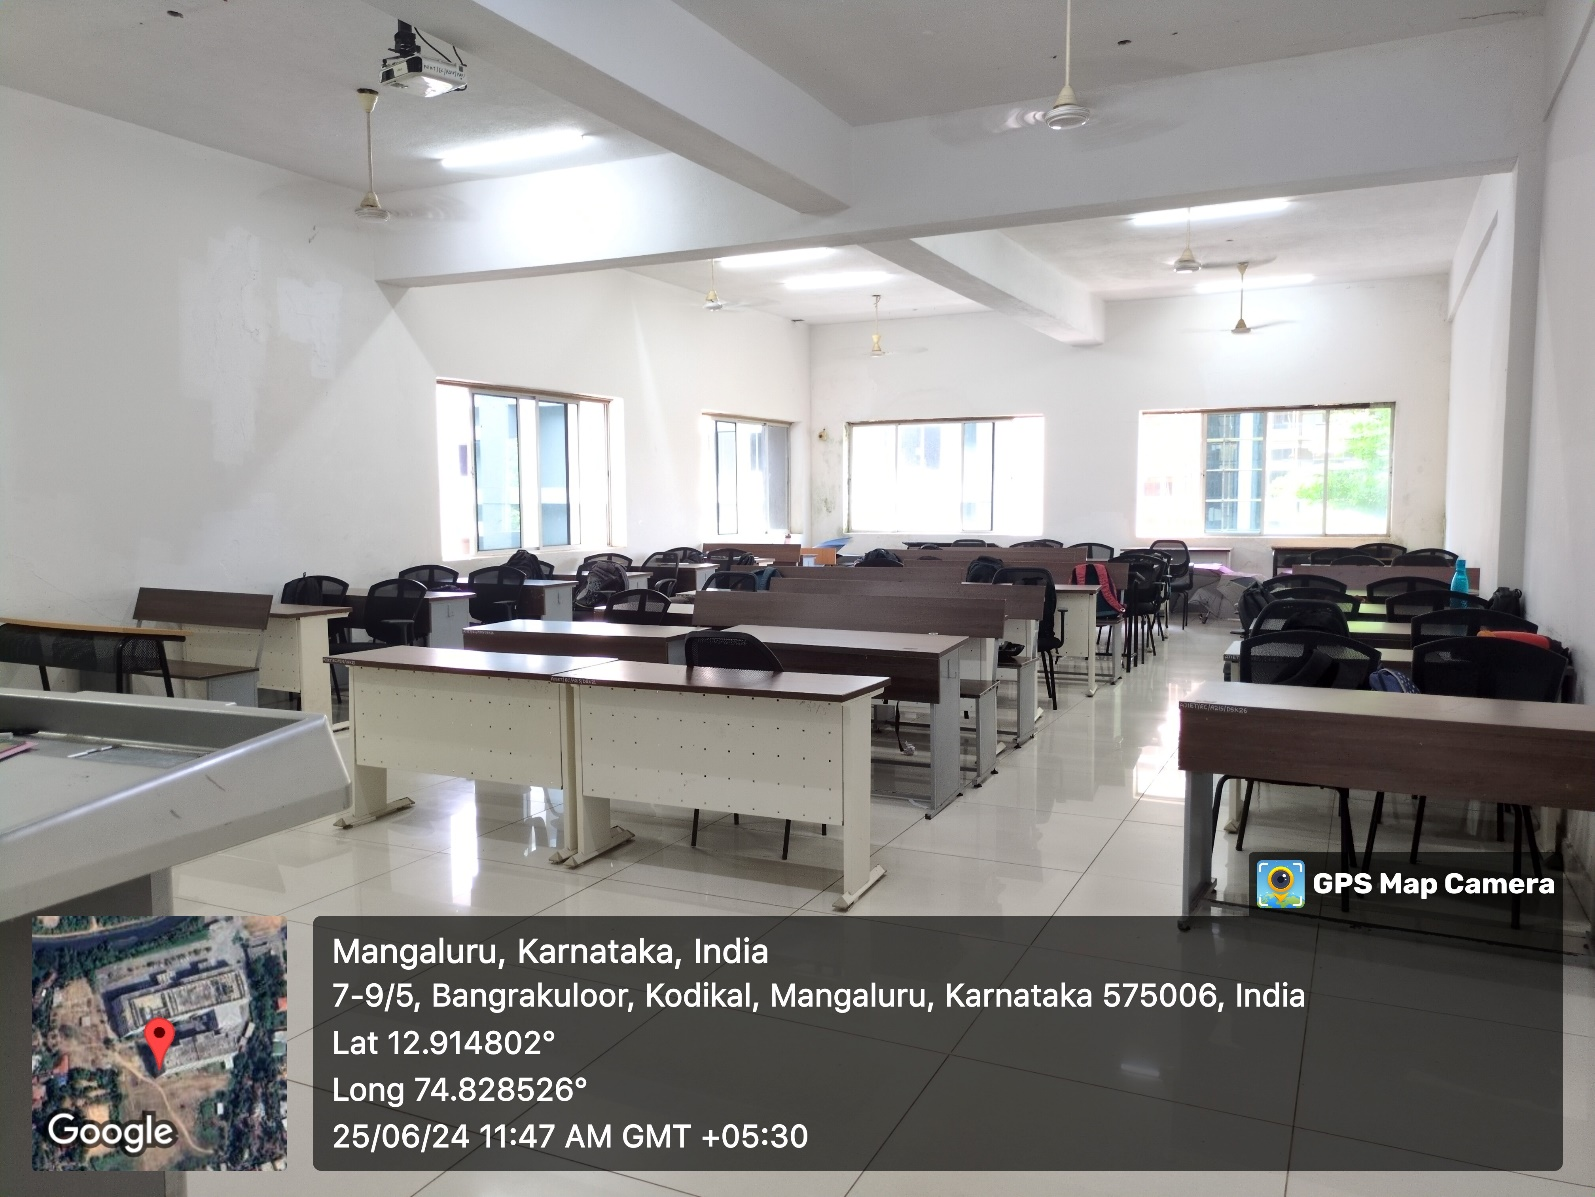 GPS Map Camera
Mangaluru, Karnataka, India
7-9/5, Bangrakuloor, Kodikal, Mangaluru, Karnataka 575006, India
Lat 12.914802°
Long 74.828526°
25/06/24 11:47 AM GMT +05:30
Google